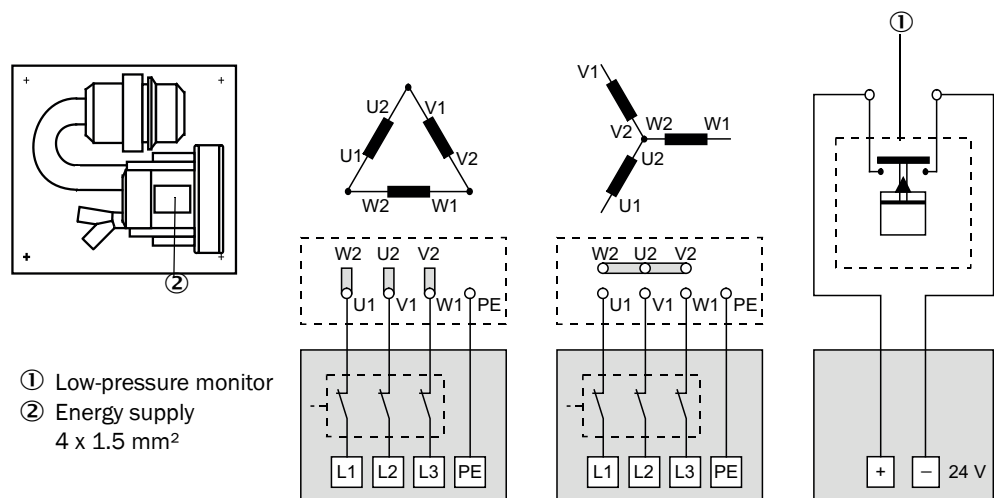 ①
V1
U2 V1
U1 V2
W2 W1
V2
W2 W1
U2
U1
②
W2 U2 V2
U1 V1 W1 PE
W2 U2 V2
U1 V1 W1 PE
① Low-pressure monitor
② Energy supply
4 x 1.5 mm²
L1 L2 L3 PE
L1 L2 L3 PE
+ – 24 V